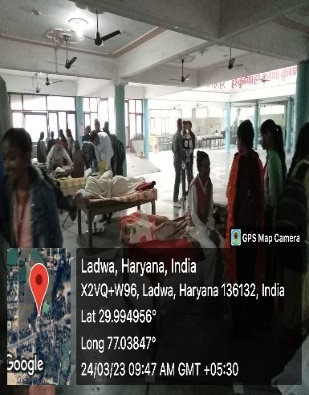 GPS Map Camera
Ladwa, Haryana, India
X2VQ+W96, Ladwa, Haryana 136132, India
Lat 29.994956°
Long 77.03847°
24/03/23 09:47 AM GMT +05:30
Google